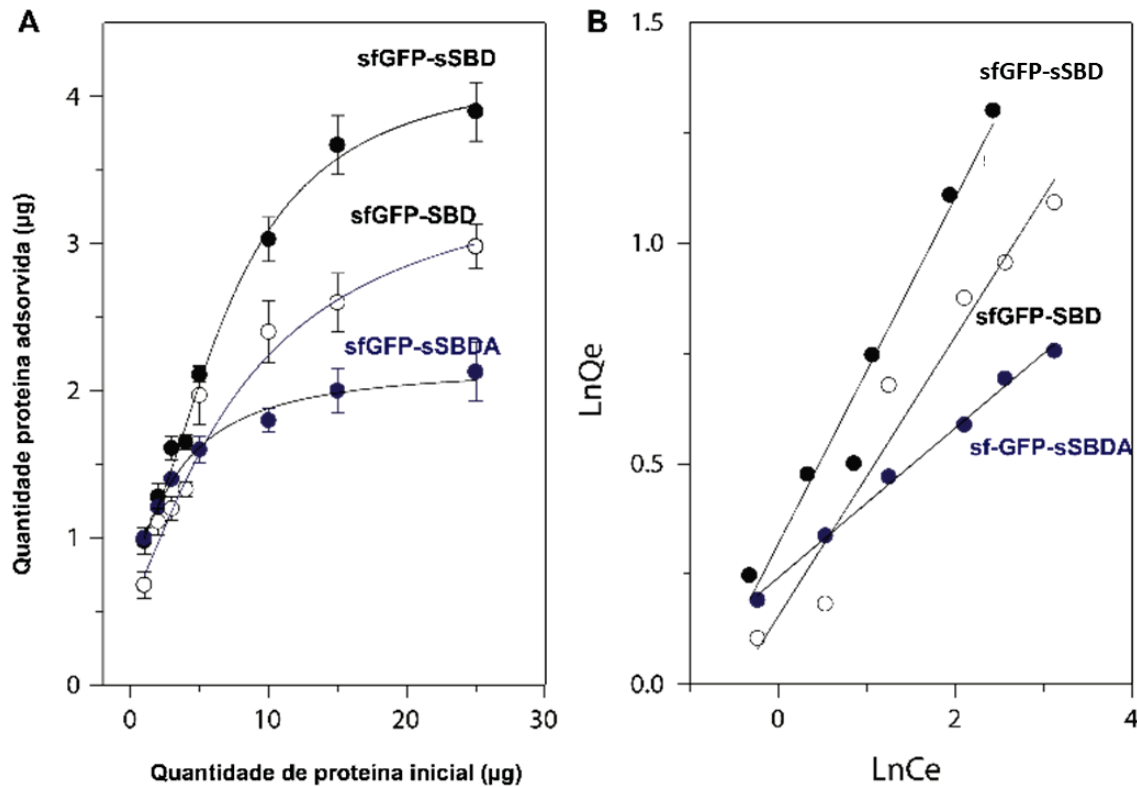 A
sfGFP-sSBD
sfGFP-SBD
sfGFP-sSBDA
4
3
2
1
0
Quantidade proteína adsorvida (µg)
0
10
20
30
Quantidade de proteína inicial (µg)
B
sfGFP-sSBD
sfGFP-SBD
sf-GFP-sSBDA
1.5
1.0
0.5
0.0
LnQe
0
2
4
LnCe